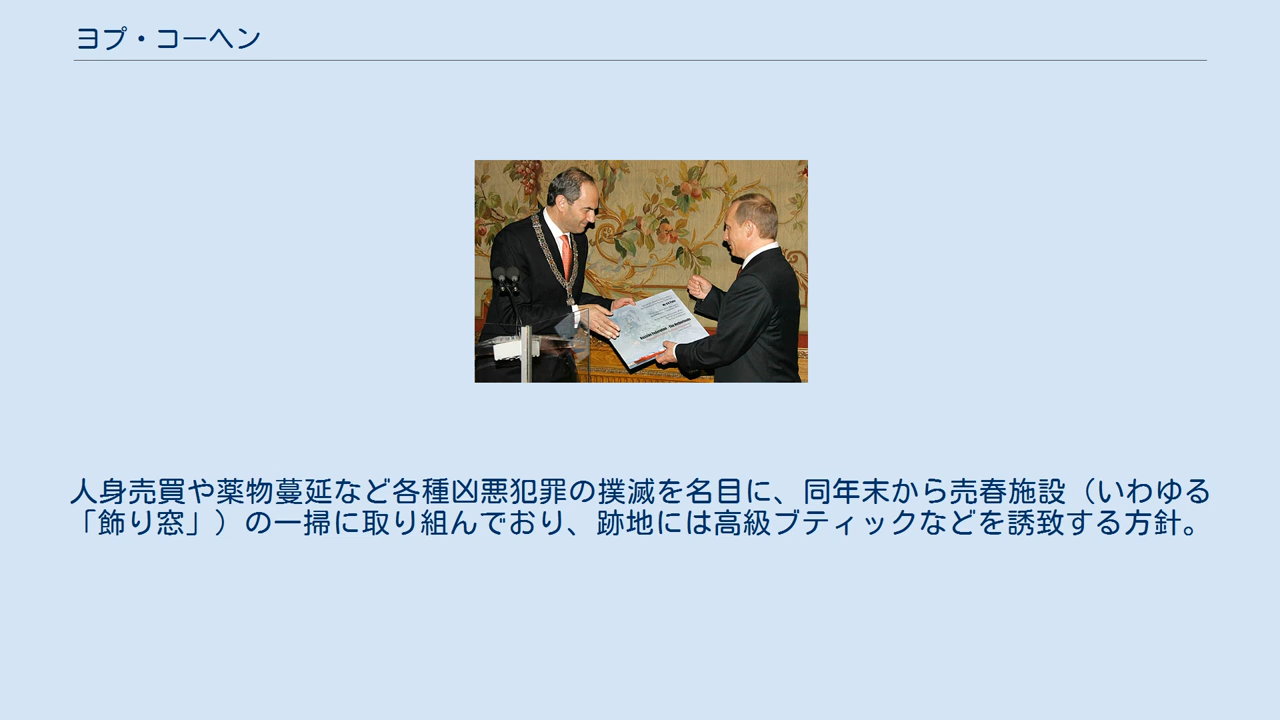 ヨプ・コーヘン
人身売買や薬物蔓延など各種凶悪犯罪の撲滅を名目に、同年末から売春施設（いわゆる
「飾り窓」）の一掃に取り組んでおり、跡地には高級ブティックなどを誘致する方針。